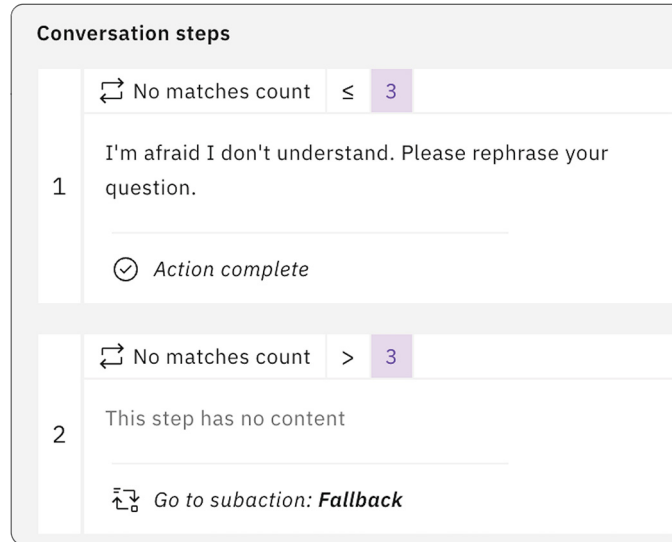 Conversation steps
No matches count ≤ 3
1
I'm afraid I don't understand. Please rephrase your
question.
Action complete
No matches count > 3
2
This step has no content
Go to subaction: Fallback